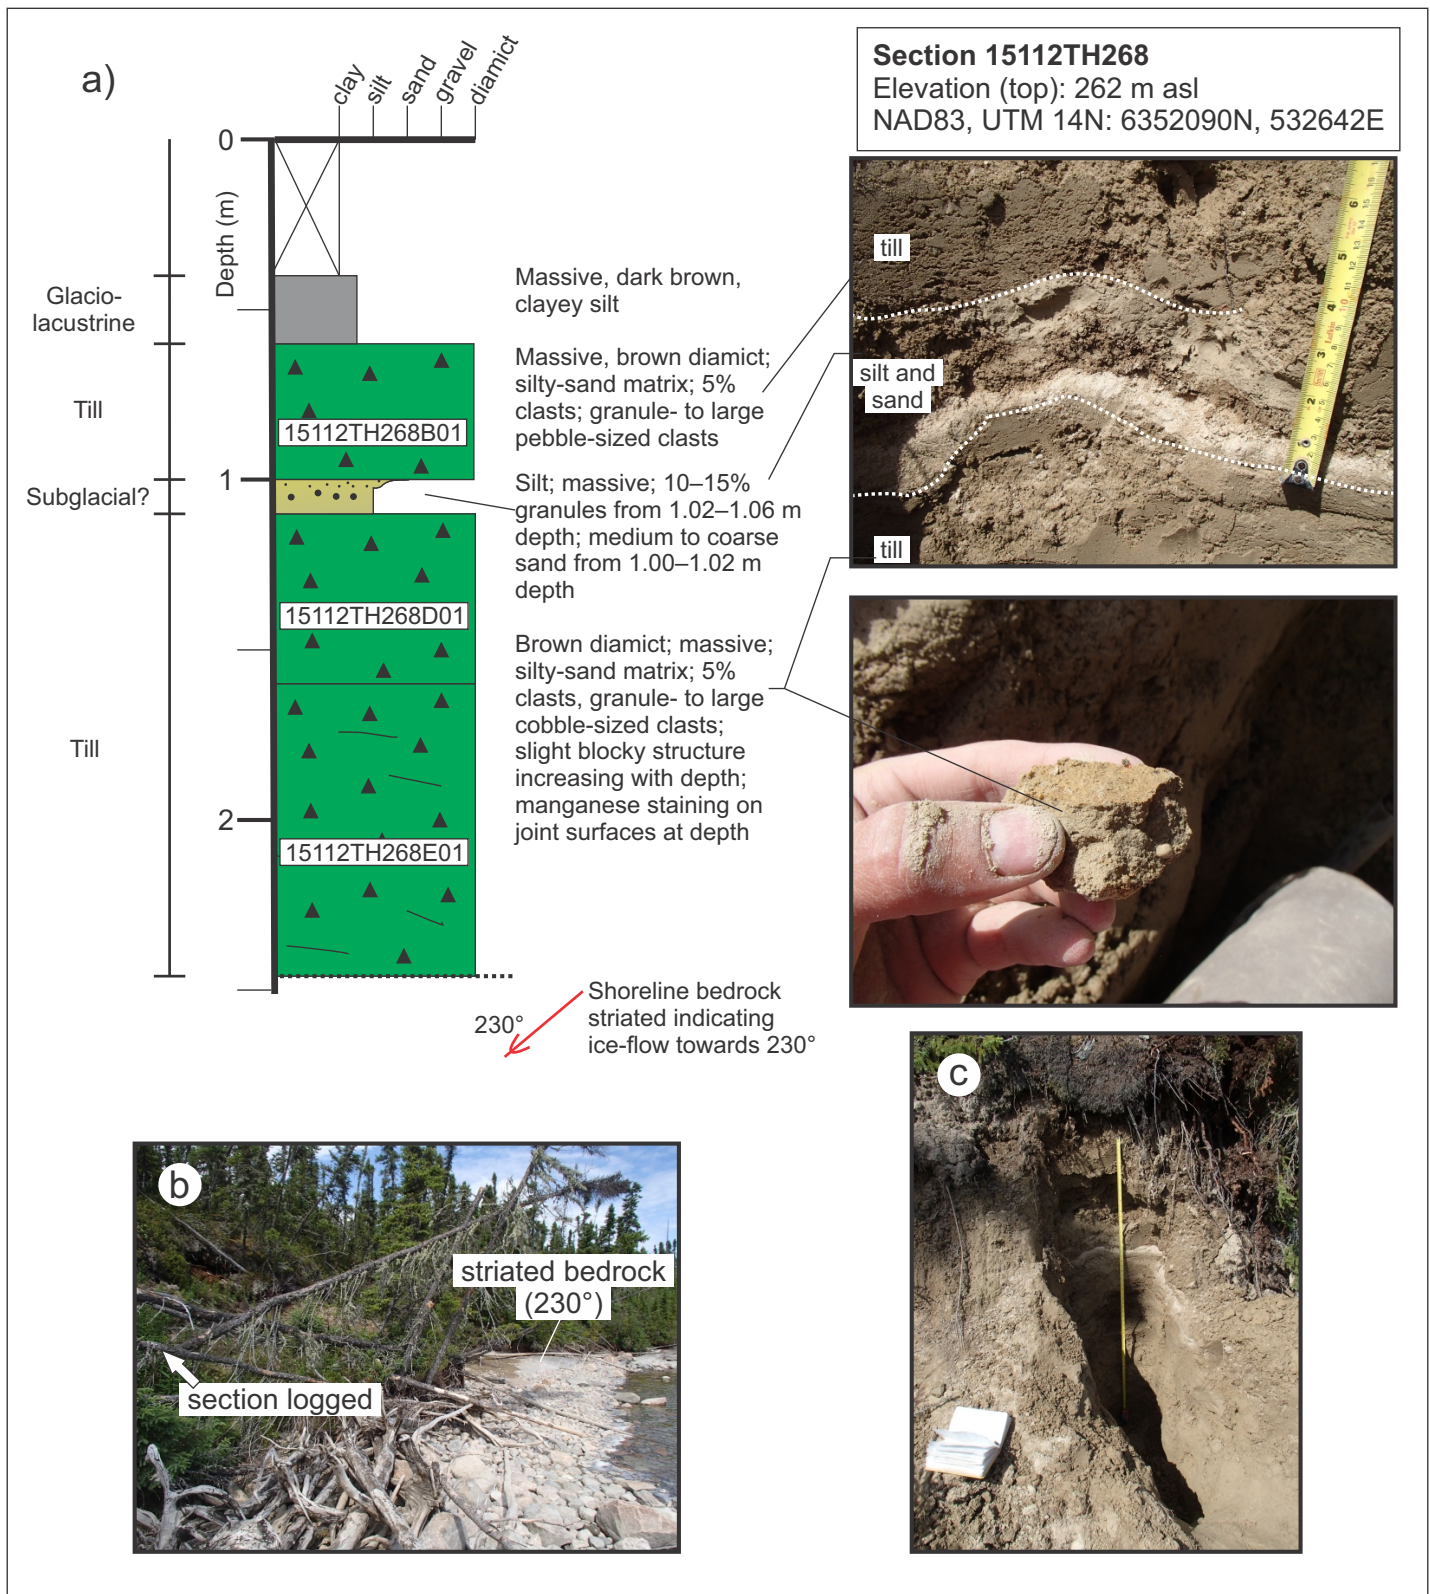 a)
clay
silt
sand
gravel
diamict
Section 15112TH268
Elevation (top): 262 m asl
NAD83, UTM 14N: 6352090N, 532642E
0
Depth (m)
1
2
Glacio-
lacustrine
Till
Subglacial?
Till
15112TH268B01
15112TH268D01
15112TH268E01
Massive, dark brown,
clayey silt
Massive, brown diamict;
silty-sand matrix; 5%
clasts; granule- to large
pebble-sized clasts
Silt; massive; 10–15%
granules from 1.02–1.06 m
depth; medium to coarse
sand from 1.00–1.02 m
depth
Brown diamict; massive;
silty-sand matrix; 5%
clasts, granule- to large
cobble-sized clasts;
slight blocky structure
increasing with depth;
manganese staining on
joint surfaces at depth
till
silt and
sand
till
230°
Shoreline bedrock
striated indicating
ice-flow towards 230°
b
striated bedrock
(230°)
section logged
c